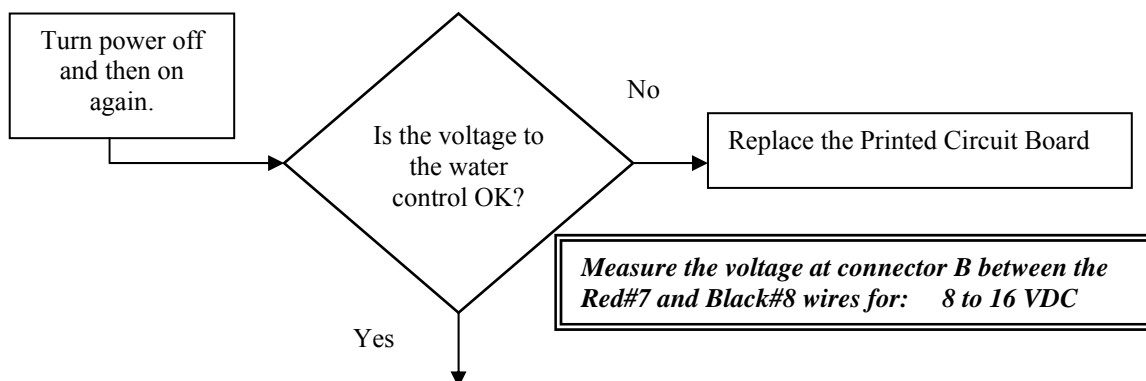 Turn power off
and then on
again.
Is the voltage to
the water
control OK?
No
Replace the Printed Circuit Board
Measure the voltage at connector B between the
Red#7 and Black#8 wires for: 8 to 16 VDC
Yes